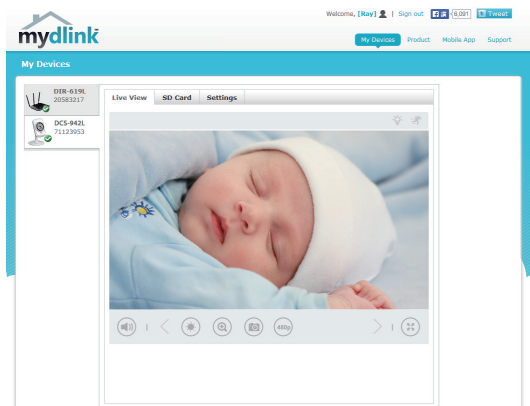 Welcome, [Ray] | Sign out 6,091 Tweet
mydlink
My Devices Product Mobile App Support
My Devices
DIR-619L
20583217
DCS-942L
71123953
Live View SD Card Settings
480p